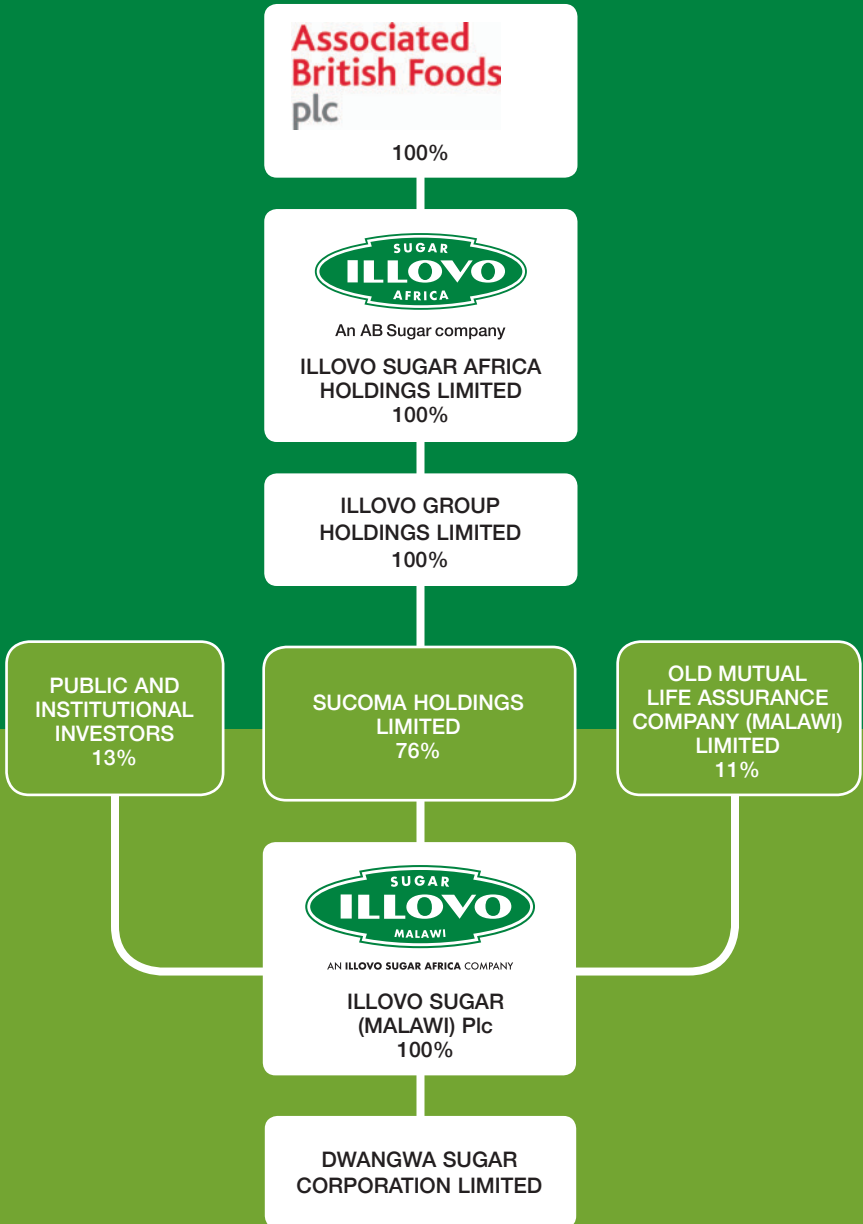 Associated
British Foods
plc
100%
SUGAR
ILLOVO
AFRICA
An AB Sugar company
ILLOVO SUGAR AFRICA
HOLDINGS LIMITED
100%
ILLOVO GROUP
HOLDINGS LIMITED
100%
PUBLIC AND
INSTITUTIONAL
INVESTORS
13%
SUCOMA HOLDINGS
LIMITED
76%
OLD MUTUAL
LIFE ASSURANCE
COMPANY (MALAWI)
LIMITED
11%
SUGAR
ILLOVO
MALAWI
AN ILLOVO SUGAR AFRICA COMPANY
ILLOVO SUGAR
(MALAWI) Plc
100%
DWANGWA SUGAR
CORPORATION LIMITED